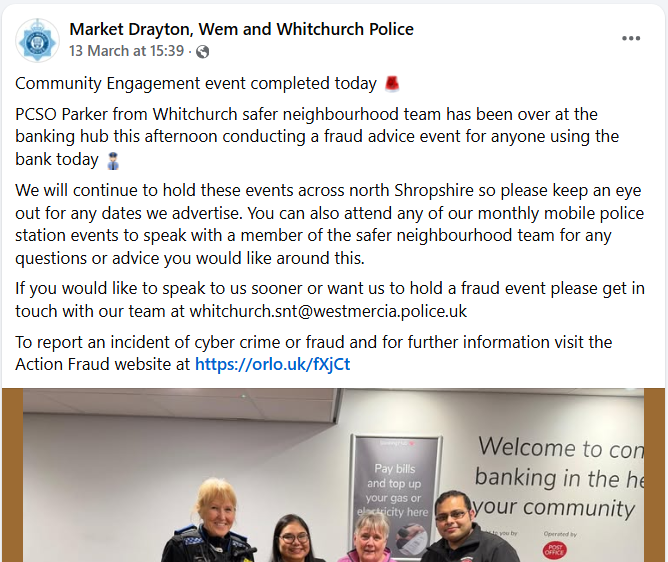 Market Drayton, Wem and Whitchurch Police
13 March at 15:39 ·
Community Engagement event completed today
PCSO Parker from Whitchurch safer neighbourhood team has been over at the
banking hub this afternoon conducting a fraud advice event for anyone using the
bank today
We will continue to hold these events across north Shropshire so please keep an eye
out for any dates we advertise. You can also attend any of our monthly mobile police
station events to speak with a member of the safer neighbourhood team for any
questions or advice you would like around this.
If you would like to speak to us sooner or want us to hold a fraud event please get in
touch with our team at whitchurch.snt@westmercia.police.uk
To report an incident of cyber crime or fraud and for further information visit the
Action Fraud website at https://orlo.uk/fXjCt
Pay bills
and top up
your gas or
electricity here
Welcome to con
banking in the he
your community
to you by
Operated by
POST
OFFICE